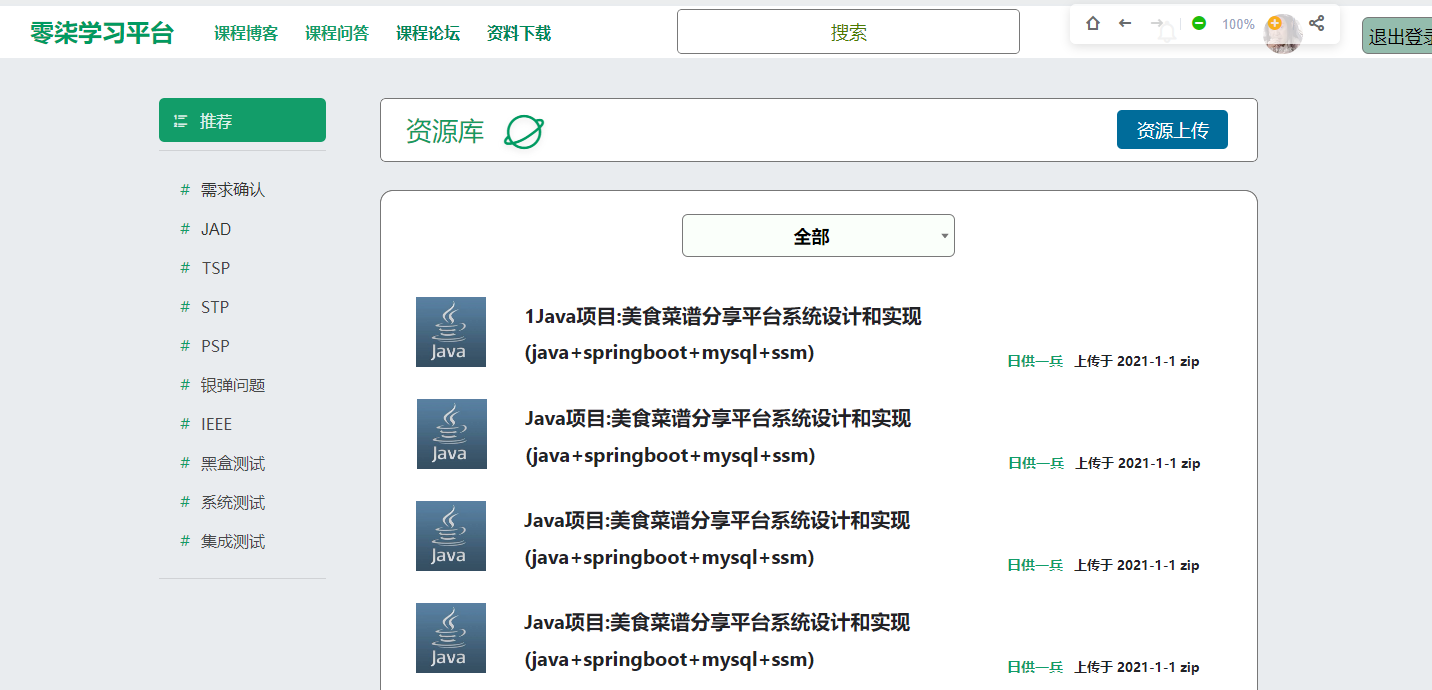 零柒学习平台 课程博客 课程问答 课程论坛 资料下载 搜索 100% 退出登录
推荐
# 需求确认
# JAD
# TSP
# STP
# PSP
# 银弹问题
# IEEE
# 黑盒测试
# 系统测试
# 集成测试
资源库 资源上传
全部
1Java项目:美食菜谱分享平台系统设计和实现
(java+springboot+mysql+ssm)
Java
日供一兵 上传于 2021-1-1 zip
Java项目:美食菜谱分享平台系统设计和实现
(java+springboot+mysql+ssm)
Java
日供一兵 上传于 2021-1-1 zip
Java项目:美食菜谱分享平台系统设计和实现
(java+springboot+mysql+ssm)
Java
日供一兵 上传于 2021-1-1 zip
Java项目:美食菜谱分享平台系统设计和实现
(java+springboot+mysql+ssm)
Java
日供一兵 上传于 2021-1-1 zip